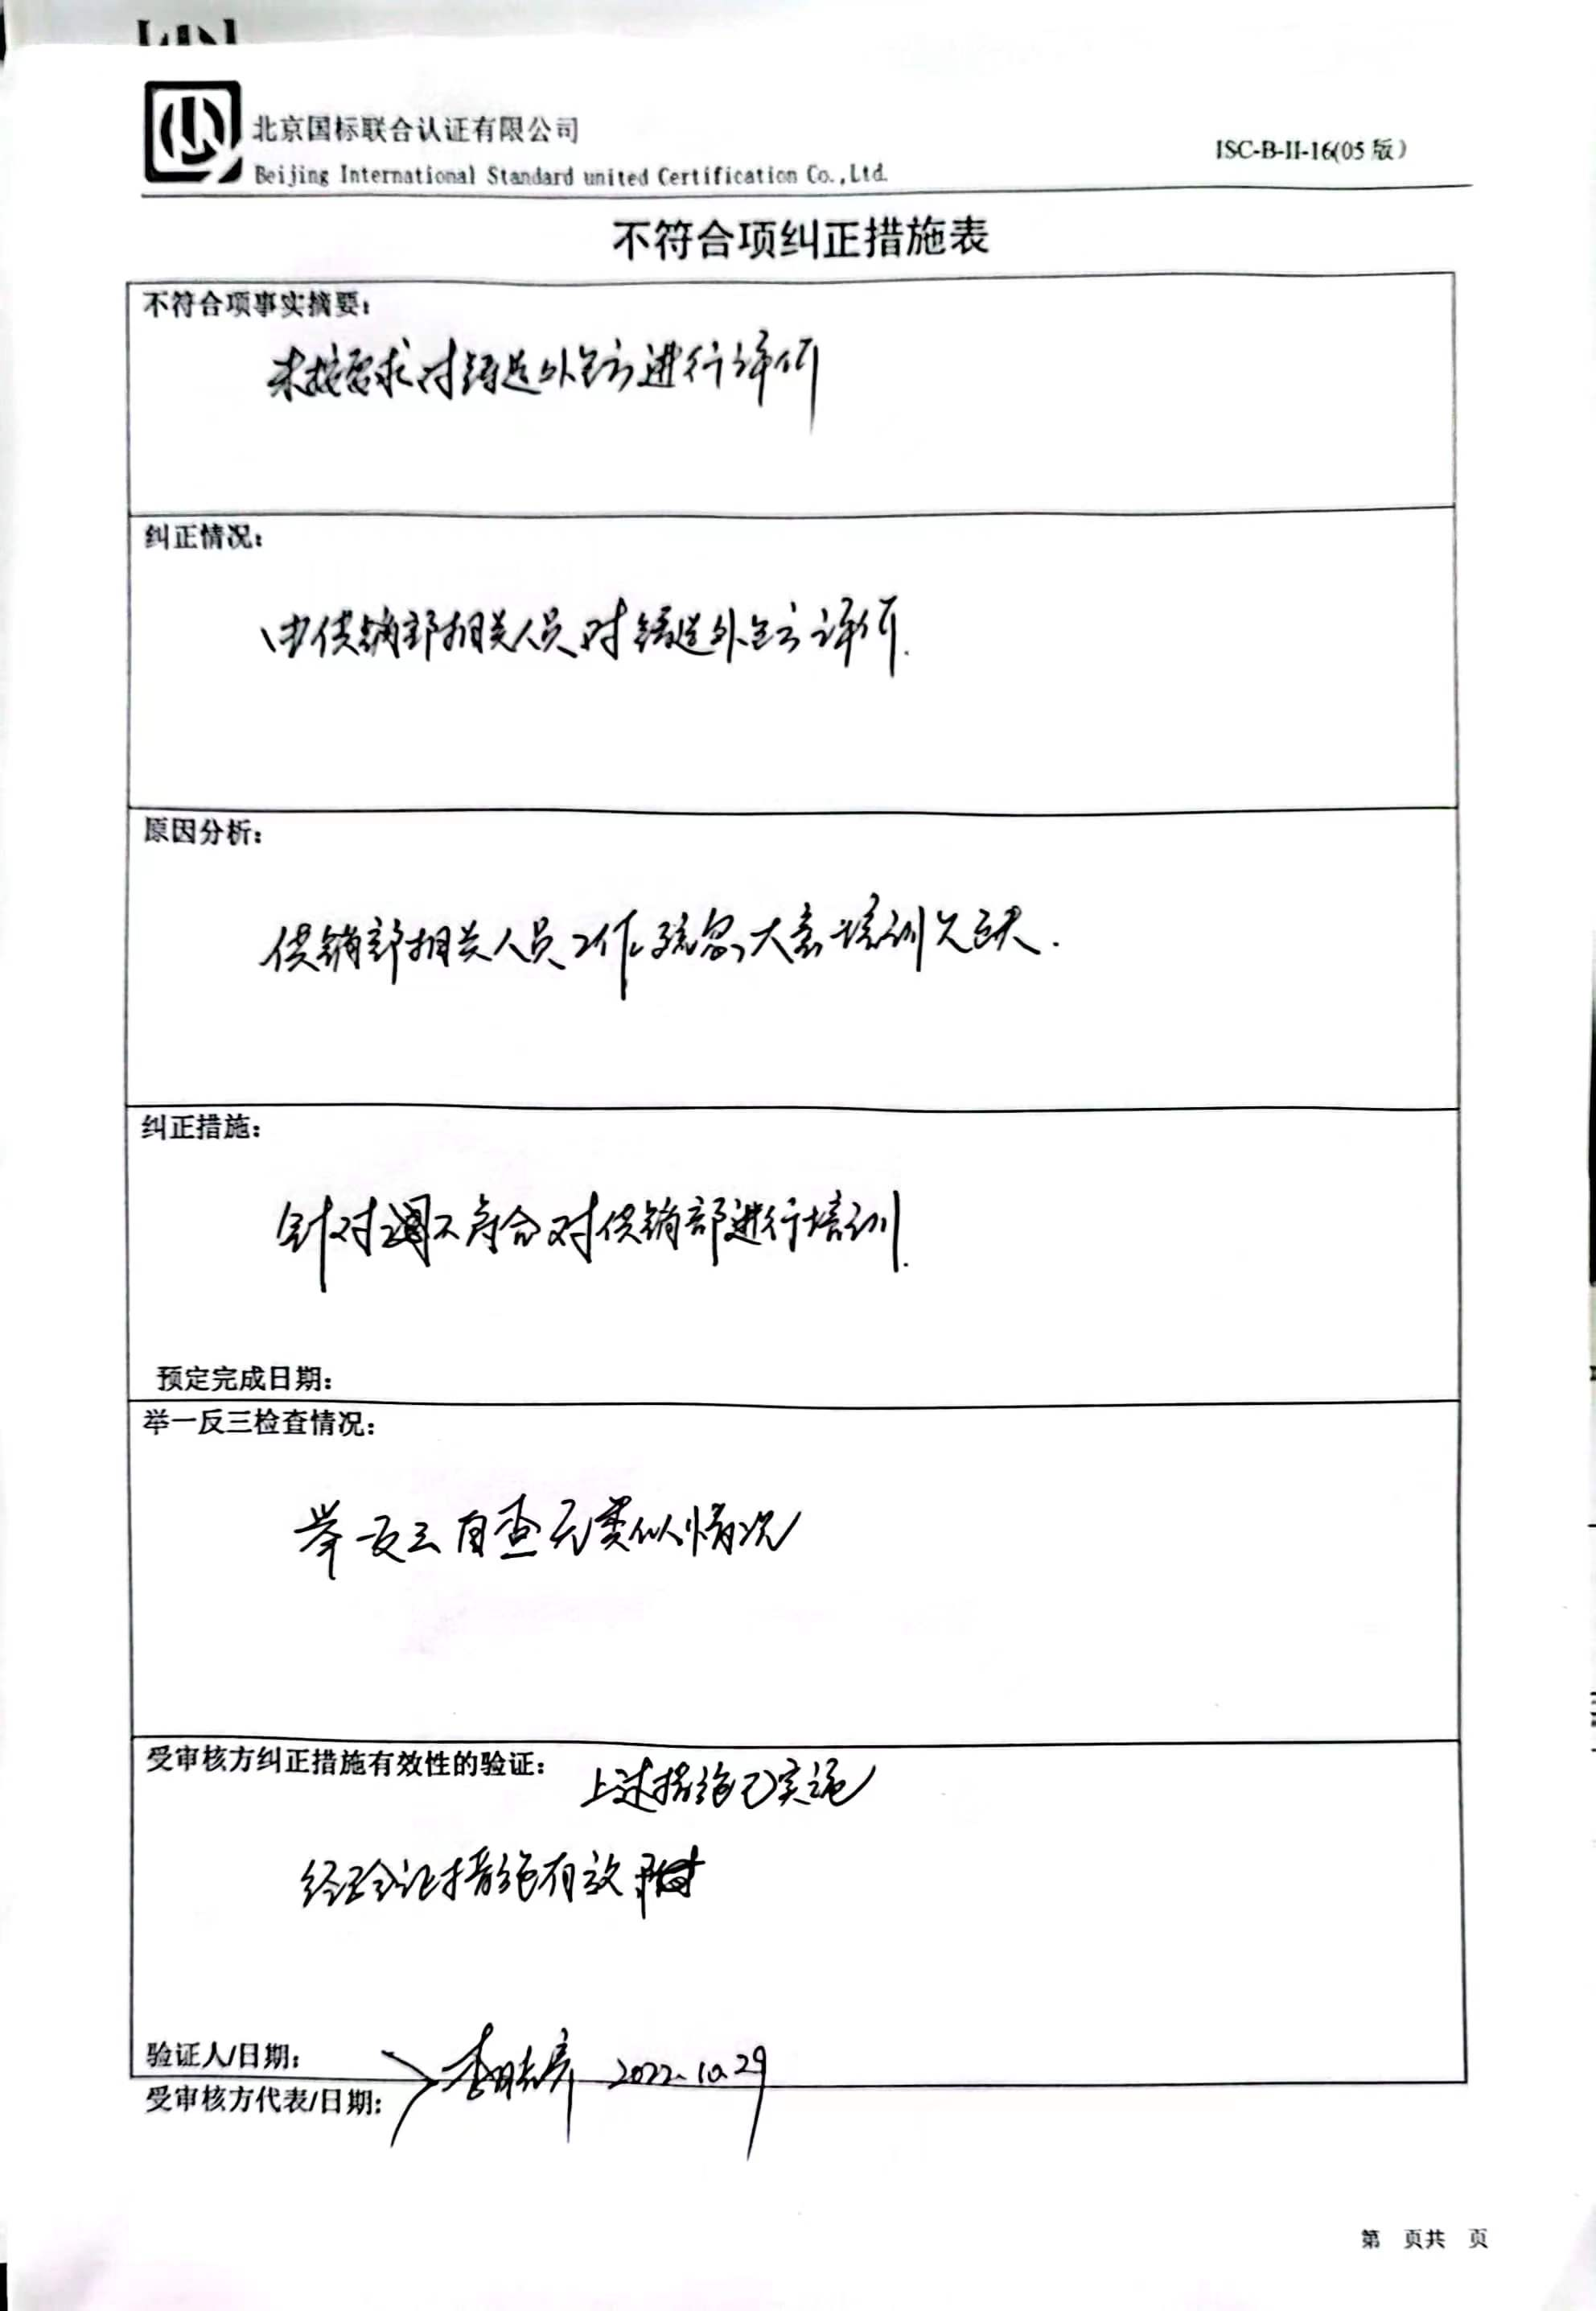 北京国标联合认证有限公司
Beijing International Standard united Certification Co.,Ltd.
ISC-B-II-16(05版)
不符合项纠正措施表
不符合项事实摘要:
未按要求对铸造外包方进行评价
纠正情况:
由供销部相关人员对铸造外包方评价.
原因分析:
供销部相关人员工作疏忽,大意培训欠缺.
纠正措施:
针对不符合对供销部进行培训.
预定完成日期:
举一反三检查情况:
举一反三自查无类似情况
受审核方纠正措施有效性的验证: 上述措施已实施
经验证措施有效
验证人/日期:
2022.10.29
受审核方代表/日期:
第 页共 页